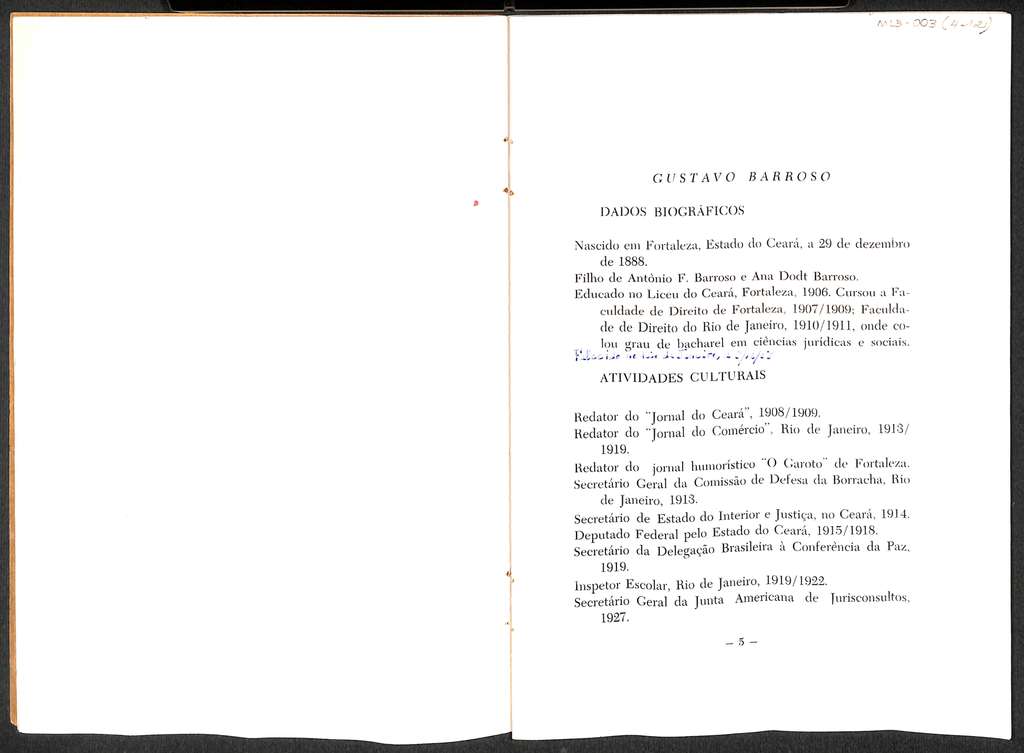 MLB-003 (4-12)
GUSTAVO BARROSO
DADOS BIOGRÁFICOS
Nascido em Fortaleza, Estado do Ceará, a 29 de dezembro
de 1888.
Filho de Antônio F. Barroso e Ana Dodt Barroso.
Educado no Liceu do Ceará, Fortaleza, 1906. Cursou a Fa-
culdade de Direito de Fortaleza, 1907/1909; Faculda-
de de Direito do Rio de Janeiro, 1910/1911, onde co-
lou grau de bacharel em ciências jurídicas e sociais.
ATIVIDADES CULTURAIS
Redator do "Jornal do Ceará", 1908/1909.
Redator do "Jornal do Comércio", Rio de Janeiro, 1913/
1919.
Redator do jornal humorístico "O Garoto" de Fortaleza.
Secretário Geral da Comissão de Defesa da Borracha, Rio
de Janeiro, 1913.
Secretário de Estado do Interior e Justiça, no Ceará, 1914.
Deputado Federal pelo Estado do Ceará, 1915/1918.
Secretário da Delegação Brasileira à Conferência da Paz,
1919.
Inspetor Escolar, Rio de Janeiro, 1919/1922.
Secretário Geral da Junta Americana de Jurisconsultos,
1927.
— 5 —